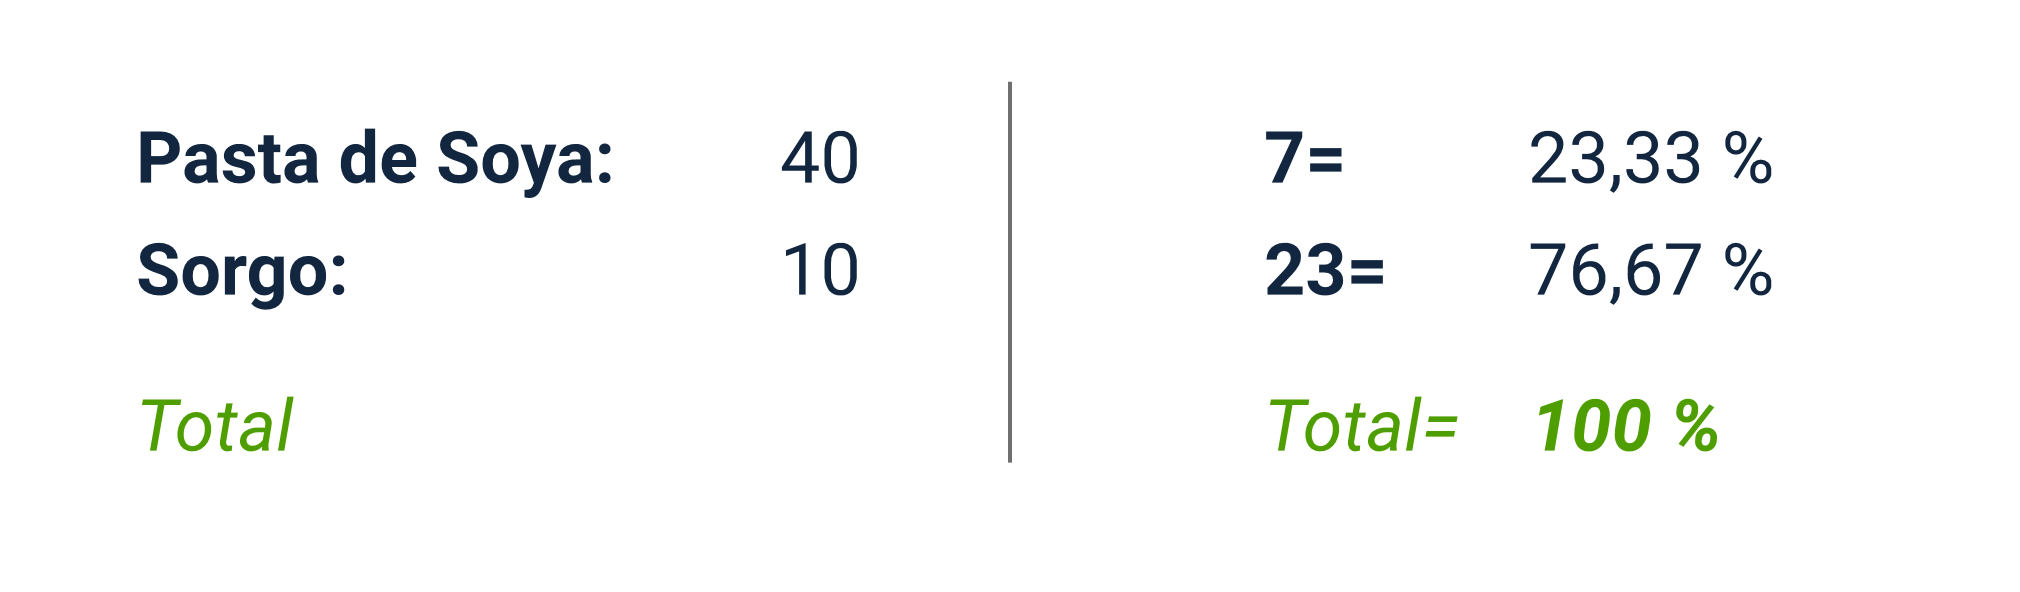 Pasta de Soya: 40 7= 23,33 %
Sorgo: 10 23= 76,67 %
Total Total= 100 %